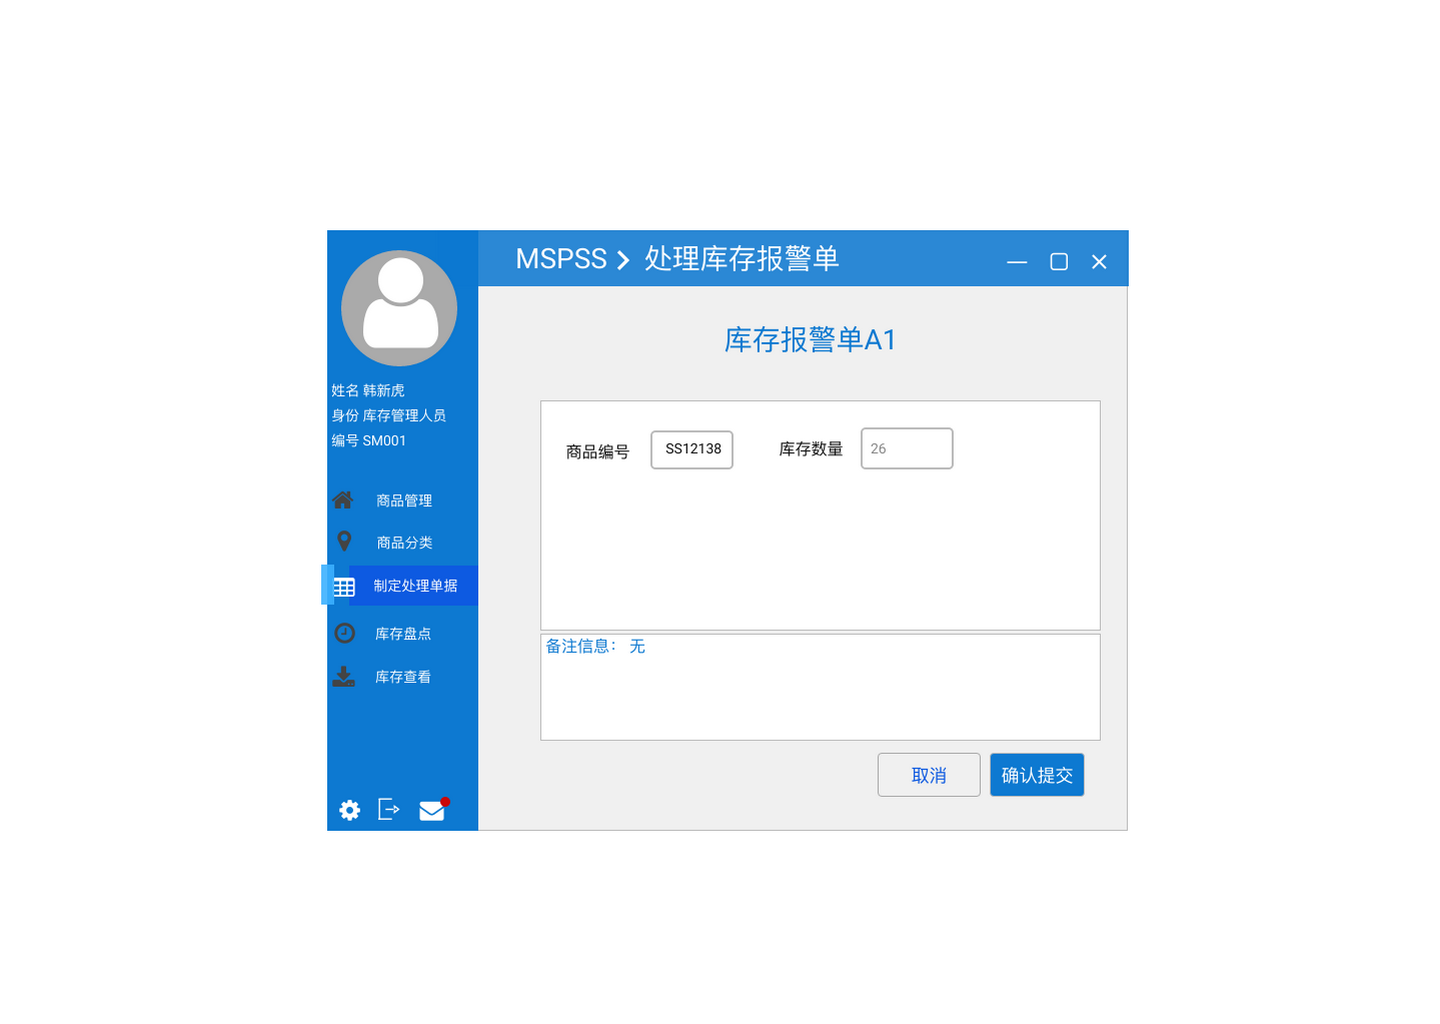 MSPSS 处理库存报警单
姓名 韩新虎
身份 库存管理人员
编号 SM001
商品管理
商品分类
制定处理单据
库存盘点
库存查看
库存报警单A1
商品编号 SS12138 库存数量 26
备注信息： 无
取消 确认提交